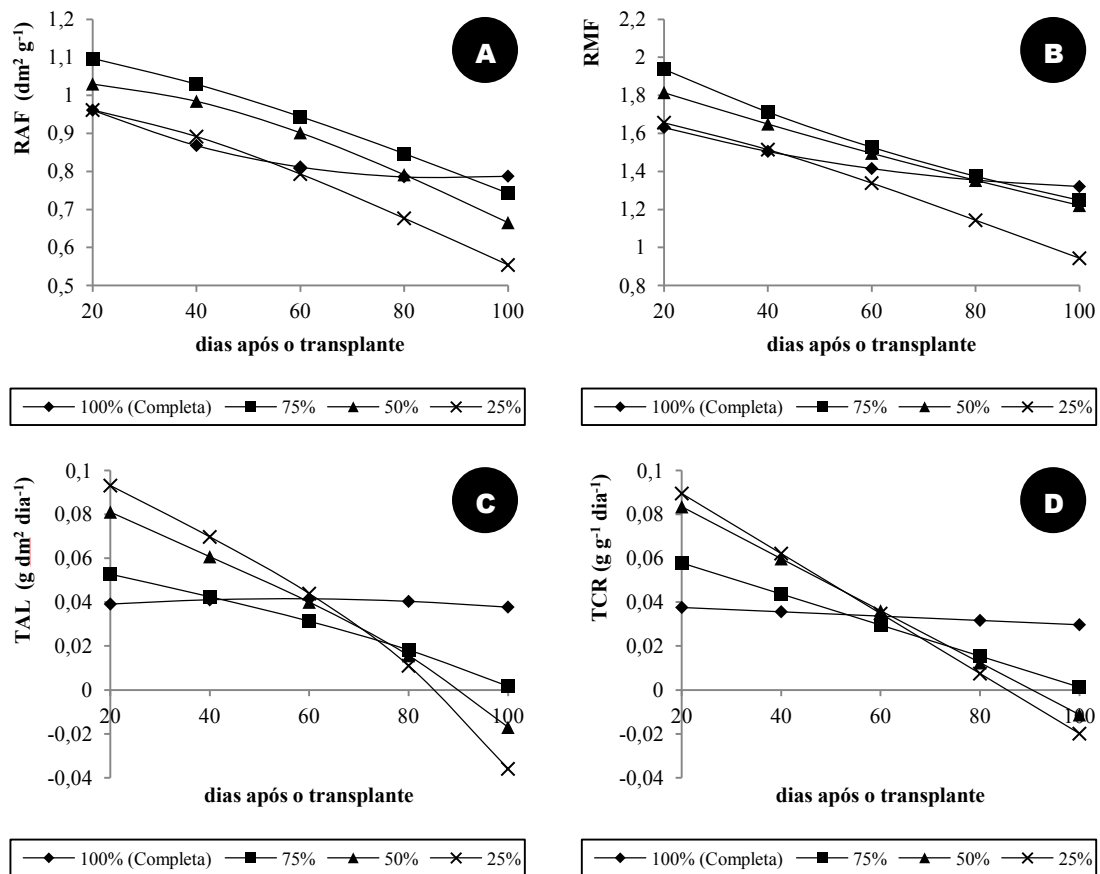 A
RAF (dm² g⁻¹)
1,2
1,1
1
0,9
0,8
0,7
0,6
0,5
20 40 60 80 100
dias após o transplante
100% (Completa) 75% 50% 25%
B
RMF
2,2
2
1,8
1,6
1,4
1,2
1
0,8
20 40 60 80 100
dias após o transplante
100% (Completa) 75% 50% 25%
C
TAL (g dm² dia⁻¹)
0,1
0,08
0,06
0,04
0,02
0
-0,02
-0,04
20 40 60 80 100
dias após o transplante
100% (Completa) 75% 50% 25%
D
TCR (g g⁻¹ dia⁻¹)
0,1
0,08
0,06
0,04
0,02
0
-0,02
-0,04
20 40 60 80 100
dias após o transplante
100% (Completa) 75% 50% 25%